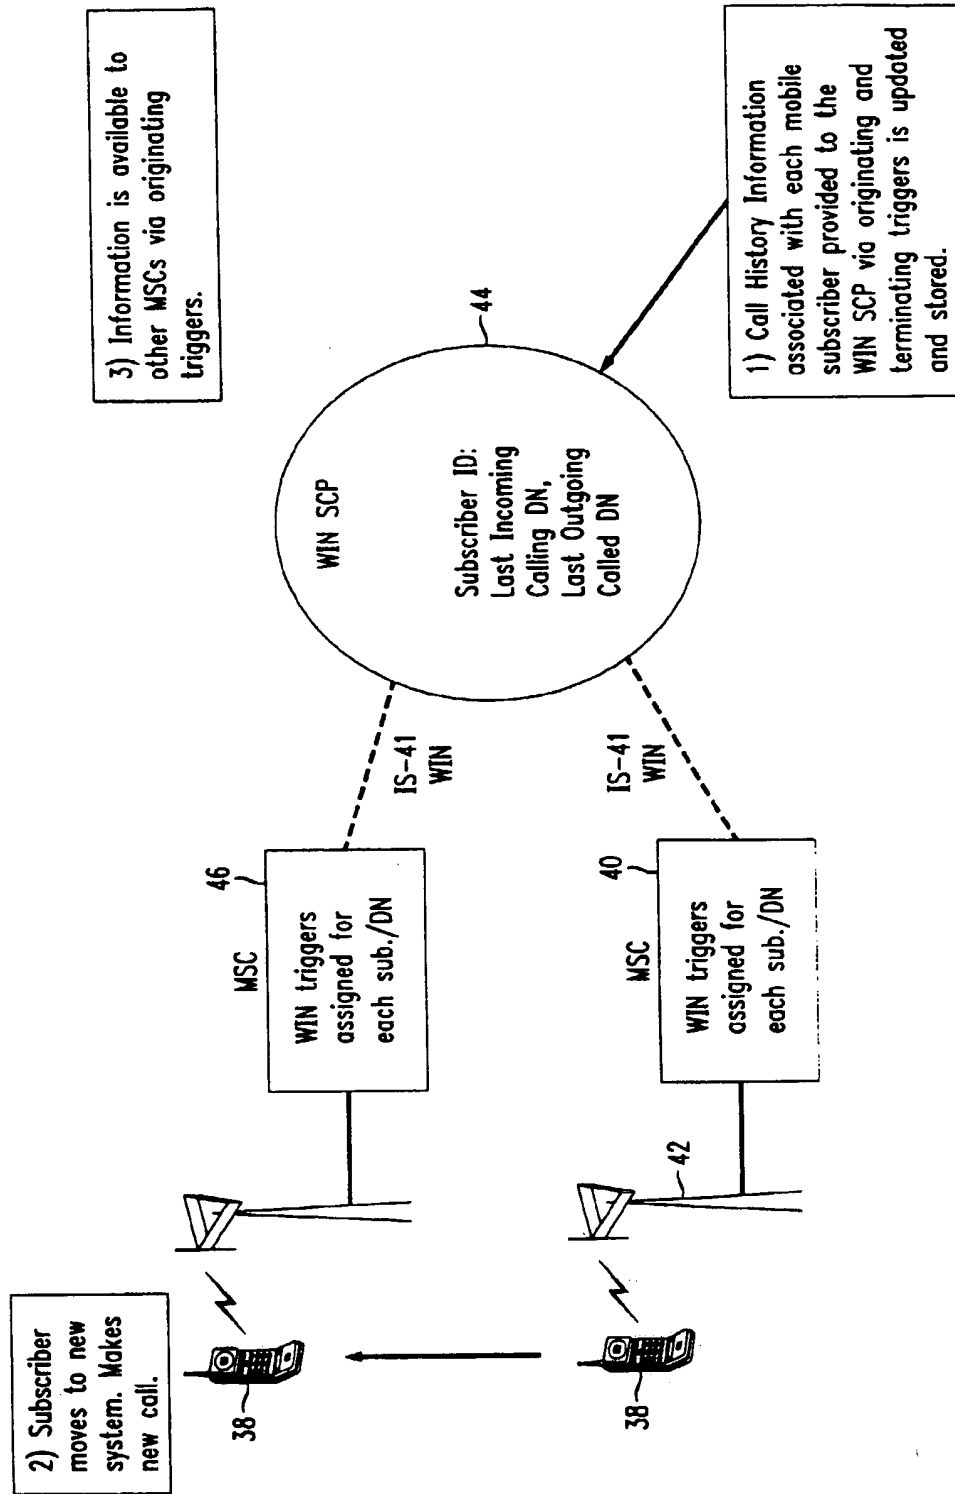 2) Subscriber
moves to new
system. Makes
new call.
3) Information is available to
other MSCs via originating
triggers.
38
46
MSC
WIN triggers
assigned for
each sub./DN
IS-41
WIN
44
WIN SCP
Subscriber ID:
Last Incoming
Calling DN,
Last Outgoing
Called DN
38
42
40
MSC
WIN triggers
assigned for
each sub./DN
IS-41
WIN
1) Call History Information
associated with each mobile
subscriber provided to the
WIN SCP via originating and
terminating triggers is updated
and stored.